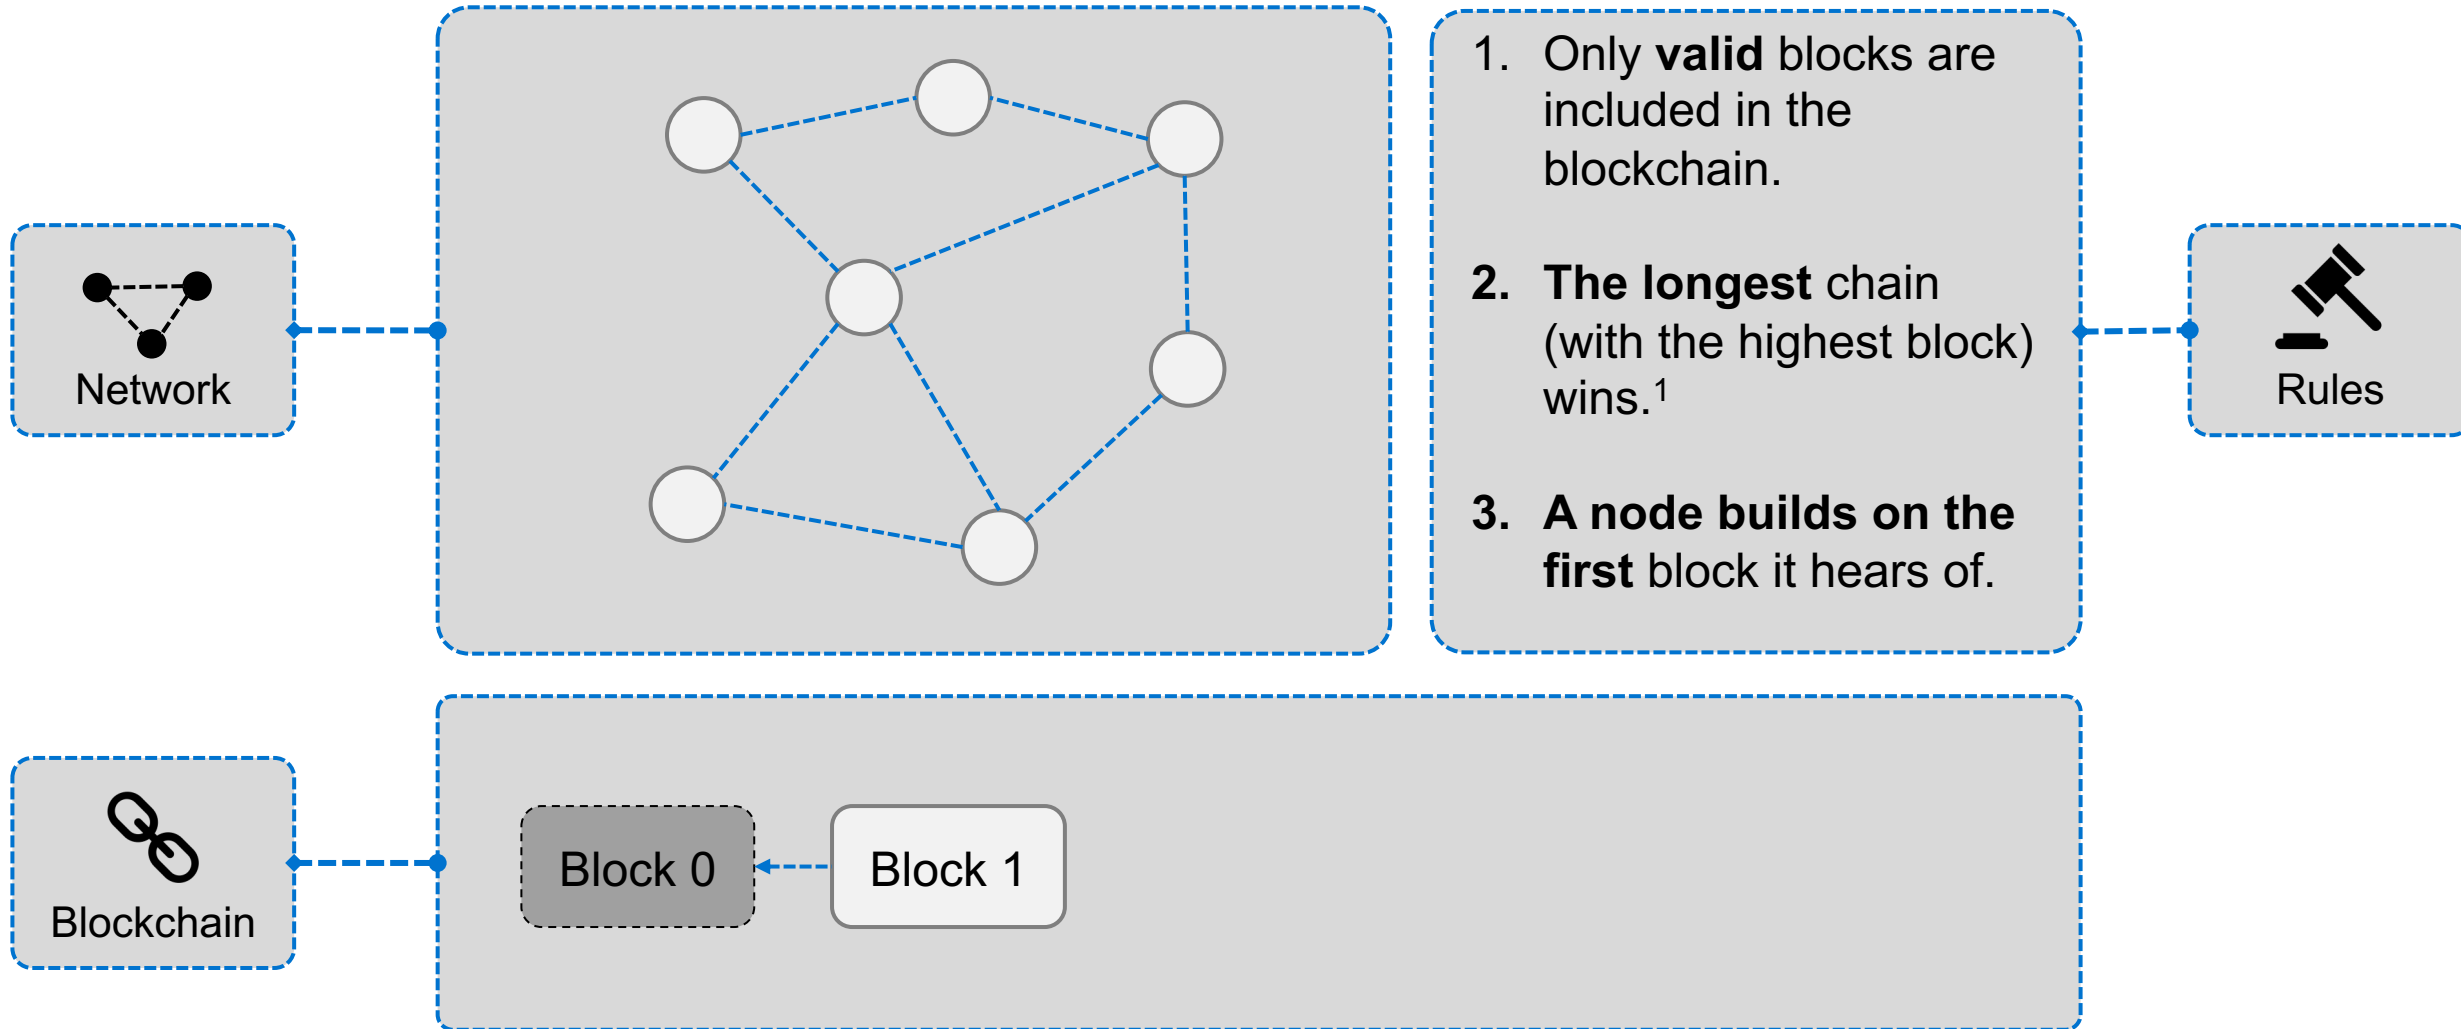 Network
1. Only valid blocks are
included in the
blockchain.
2. The longest chain
(with the highest block)
wins.¹
3. A node builds on the
first block it hears of.
Rules
Blockchain
Block 0
Block 1